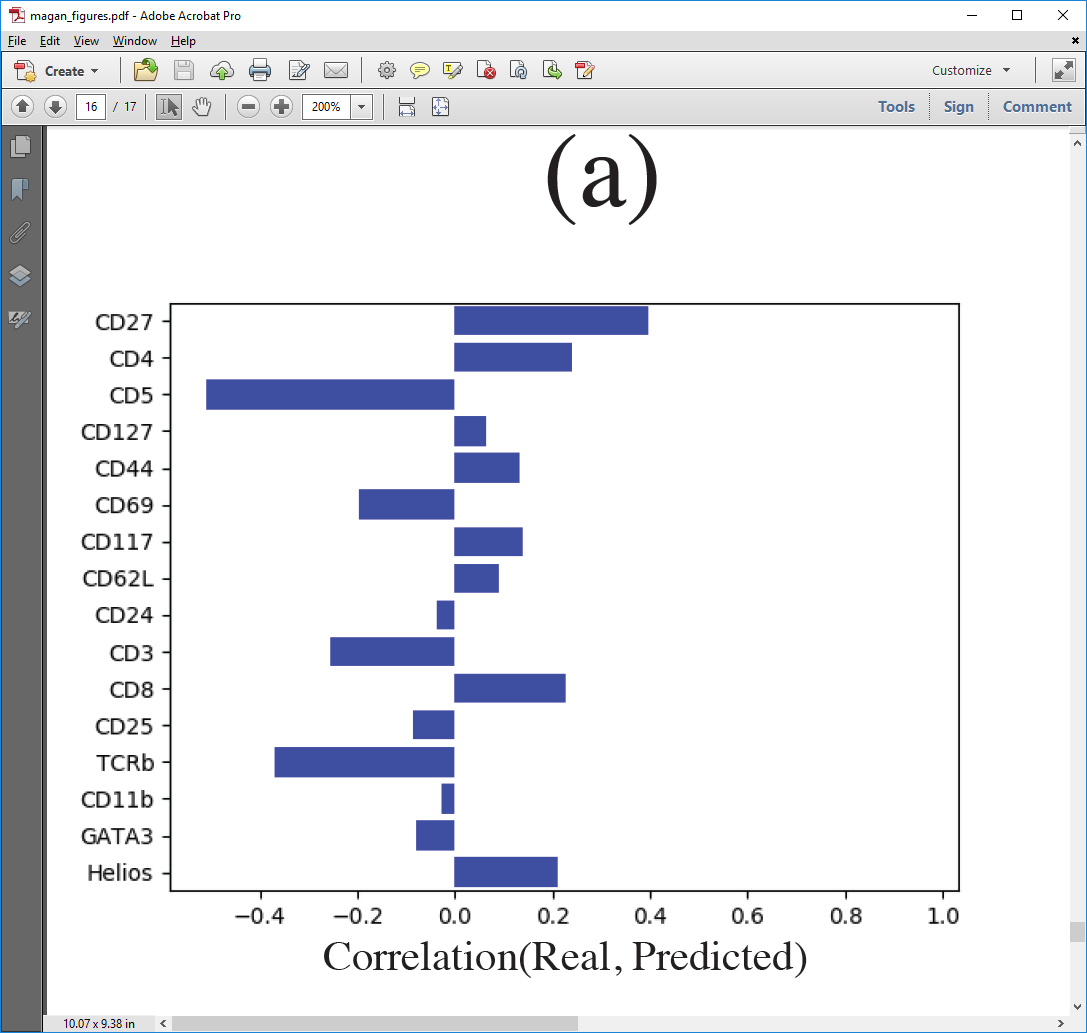 magan_figures.pdf - Adobe Acrobat Pro
File Edit View Window Help
Create
Customize
16 / 17
200%
Tools Sign Comment
(a)
CD27
CD4
CD5
CD127
CD44
CD69
CD117
CD62L
CD24
CD3
CD8
CD25
TCRb
CD11b
GATA3
Helios
−0.4 −0.2 0.0 0.2 0.4 0.6 0.8 1.0
Correlation(Real, Predicted)
10.07 x 9.38 in